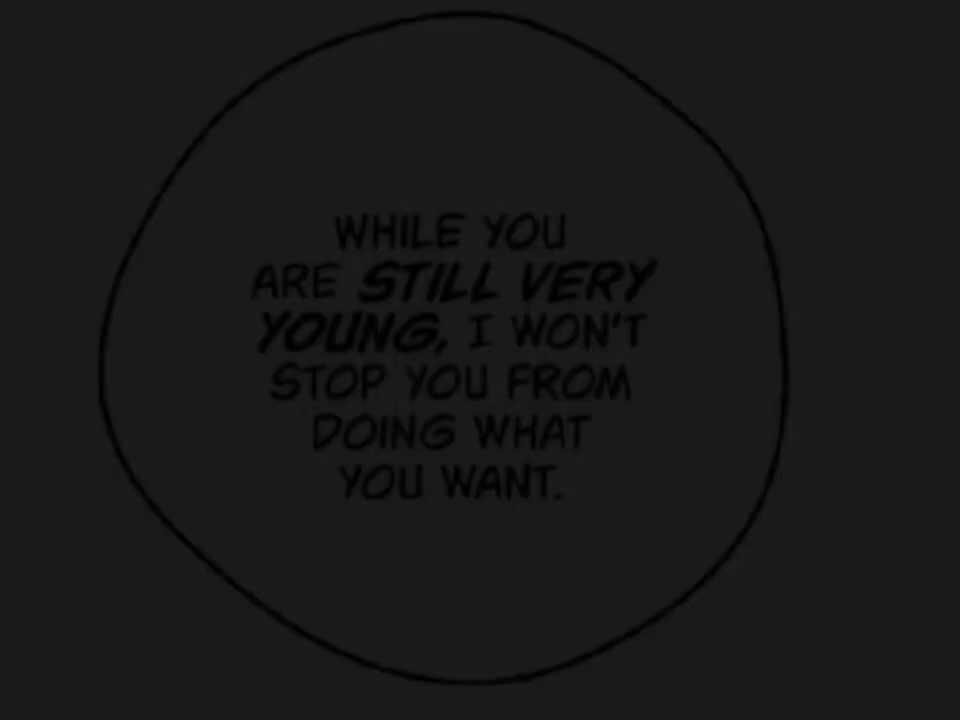 WHILE YOU
ARE STILL VERY
YOUNG, I WON'T
STOP YOU FROM
DOING WHAT
YOU WANT.